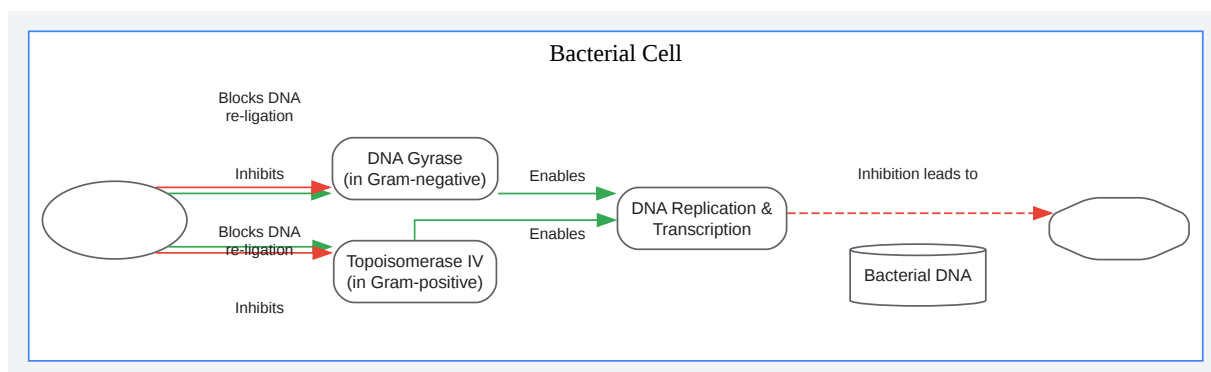 Bacterial Cell
Blocks DNA
re-ligation
Inhibits
DNA Gyrase
(in Gram-negative)
Enables
Inhibition leads to
DNA Replication &
Transcription
Blocks DNA
re-ligation
Enables
Topoisomerase IV
(in Gram-positive)
Bacterial DNA
Inhibits